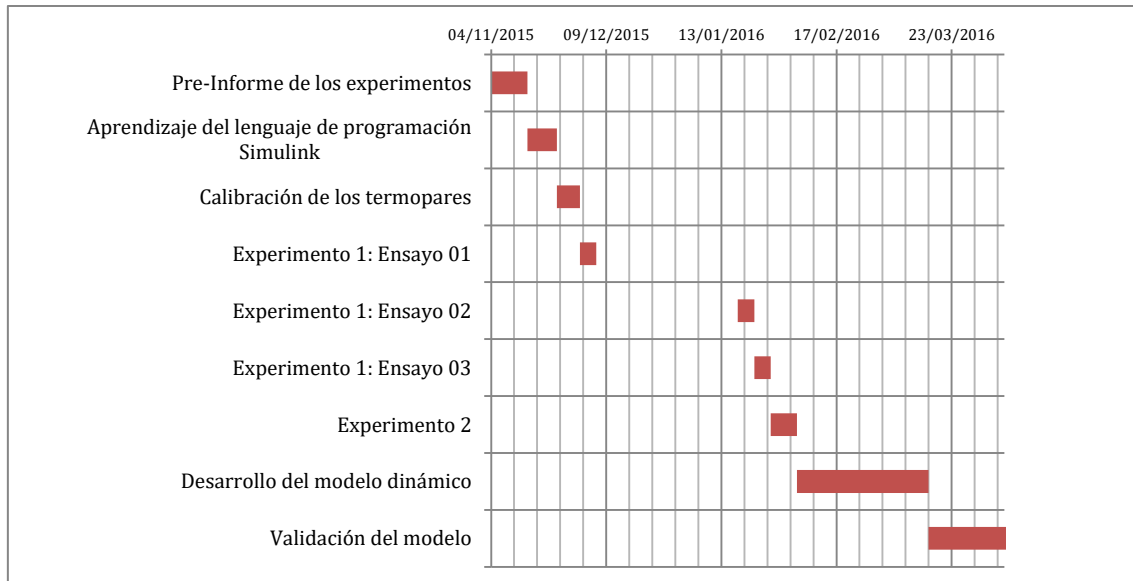 04/11/2015 09/12/2015 13/01/2016 17/02/2016 23/03/2016
Pre-Informe de los experimentos
Aprendizaje del lenguaje de programación
Simulink
Calibración de los termopares
Experimento 1: Ensayo 01
Experimento 1: Ensayo 02
Experimento 1: Ensayo 03
Experimento 2
Desarrollo del modelo dinámico
Validación del modelo